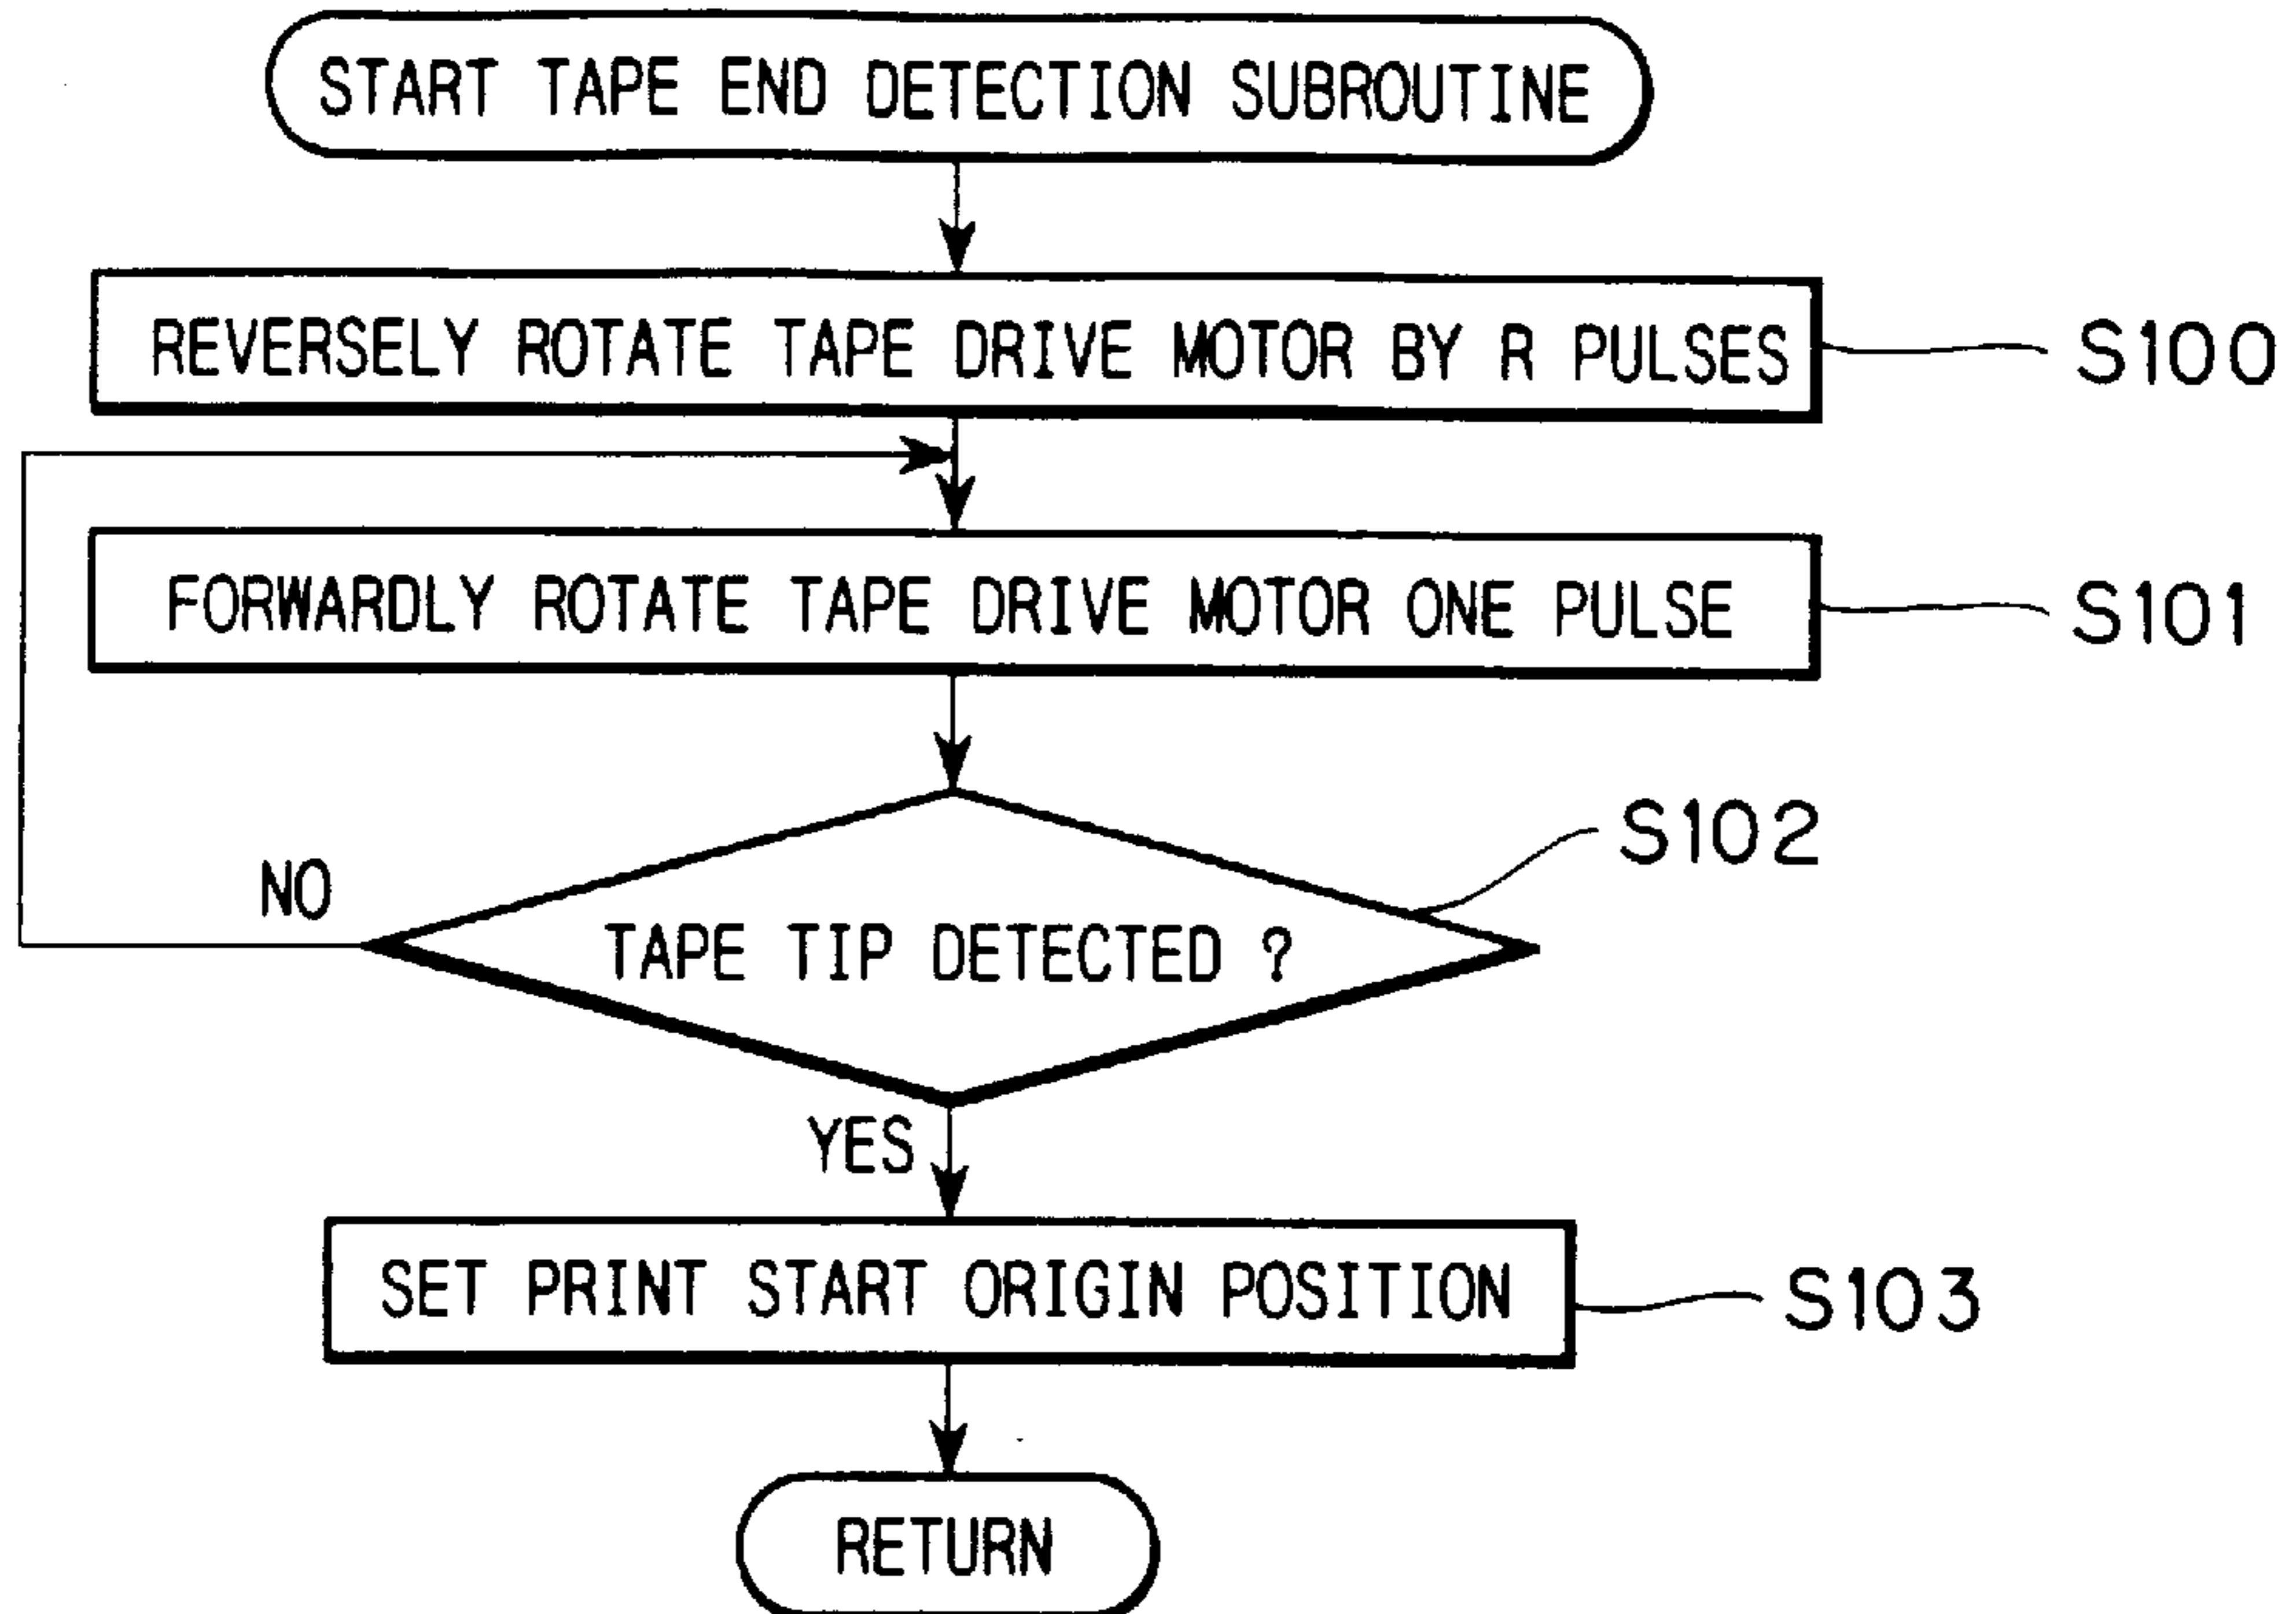 START TAPE END DETECTION SUBROUTINE
REVERSELY ROTATE TAPE DRIVE MOTOR BY R PULSES
S100
FORWARDLY ROTATE TAPE DRIVE MOTOR ONE PULSE
S101
S102
NO
TAPE TIP DETECTED ?
YES
SET PRINT START ORIGIN POSITION
S103
RETURN